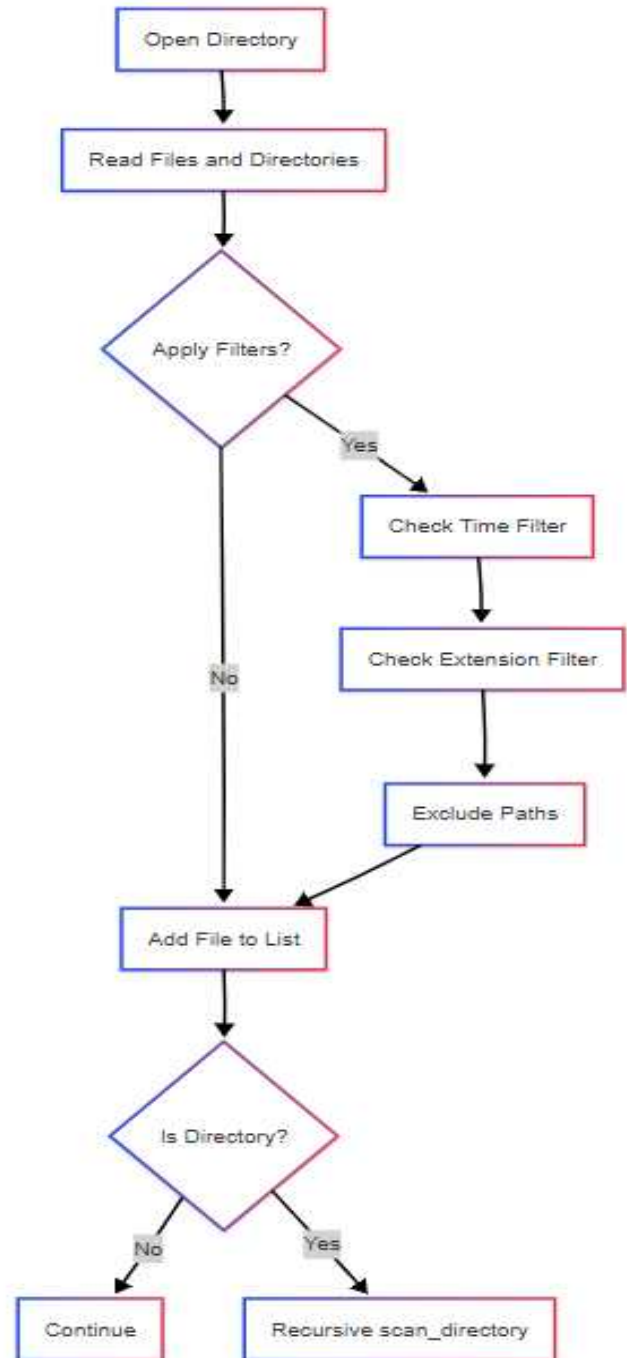 Open Directory
Read Files and Directories
Apply Filters?
Yes
Check Time Filter
Check Extension Filter
No
Exclude Paths
Add File to List
Is Directory?
No
Yes
Continue
Recursive scan_directory